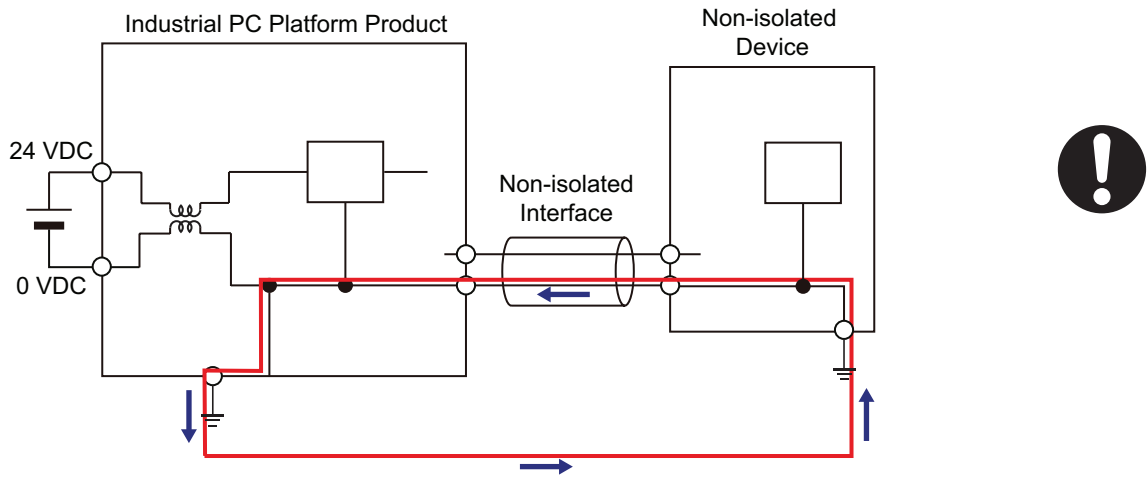 Industrial PC Platform Product
Non-isolated
Device
24 VDC
Non-isolated
Interface
0 VDC